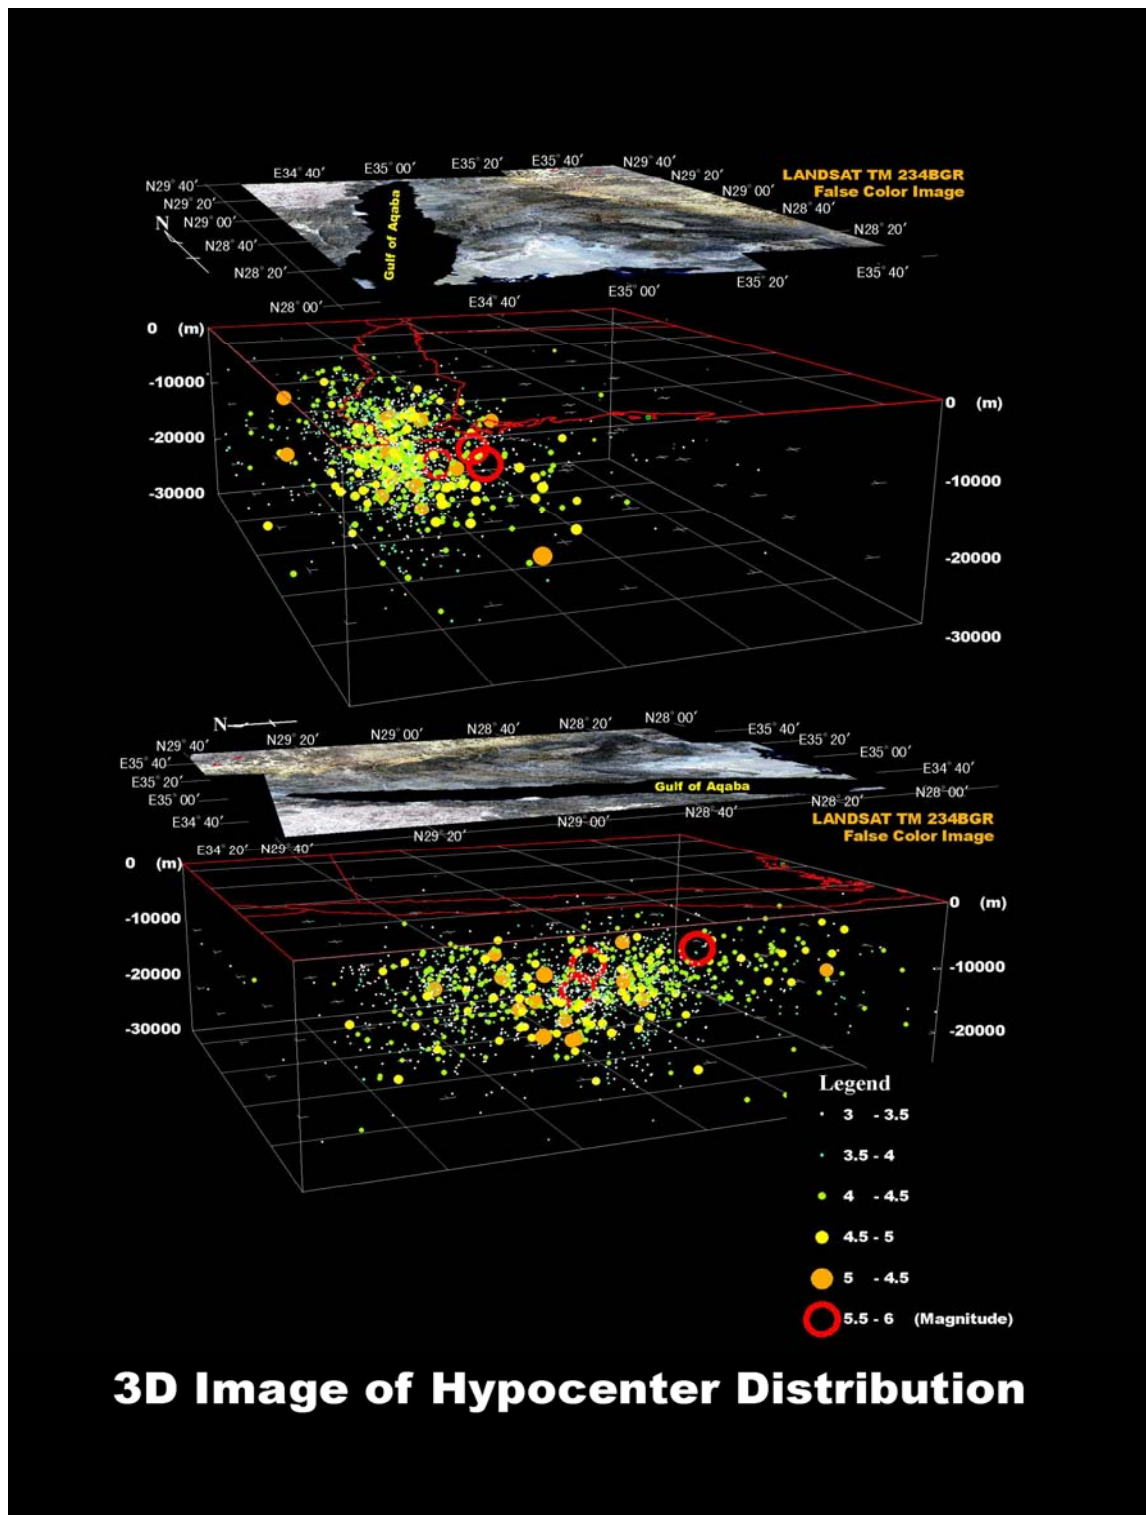 E34° 40′ E35° 00′ E35° 20′ E35° 40′ N29° 40′
N29° 40′ N29° 20′
N29° 20′ N29° 00′
N29° 00′ N28° 40′
N28° 40′ N28° 20′
N28° 20′
N28° 00′
LANDSAT TM 234BGR
False Color Image
N
Gulf of Aqaba
E34° 40′ E35° 00′ E35° 20′ E35° 40′
0 (m)
-10000
-20000
-30000
0 (m)
-10000
-20000
-30000
N
N29° 40′ N29° 20′ N29° 00′ N28° 40′ N28° 20′ N28° 00′
E35° 40′ E35° 40′
E35° 20′ E35° 20′
E35° 00′ E35° 00′
E34° 40′ E34° 40′
E34° 20′ N29° 40′ N29° 20′ N29° 00′ N28° 40′ N28° 20′ N28° 00′
Gulf of Aqaba
LANDSAT TM 234BGR
False Color Image
0 (m)
-10000
-20000
-30000
0 (m)
-10000
-20000
Legend
3 - 3.5
3.5 - 4
4 - 4.5
4.5 - 5
5 - 4.5
5.5 - 6 (Magnitude)
3D Image of Hypocenter Distribution